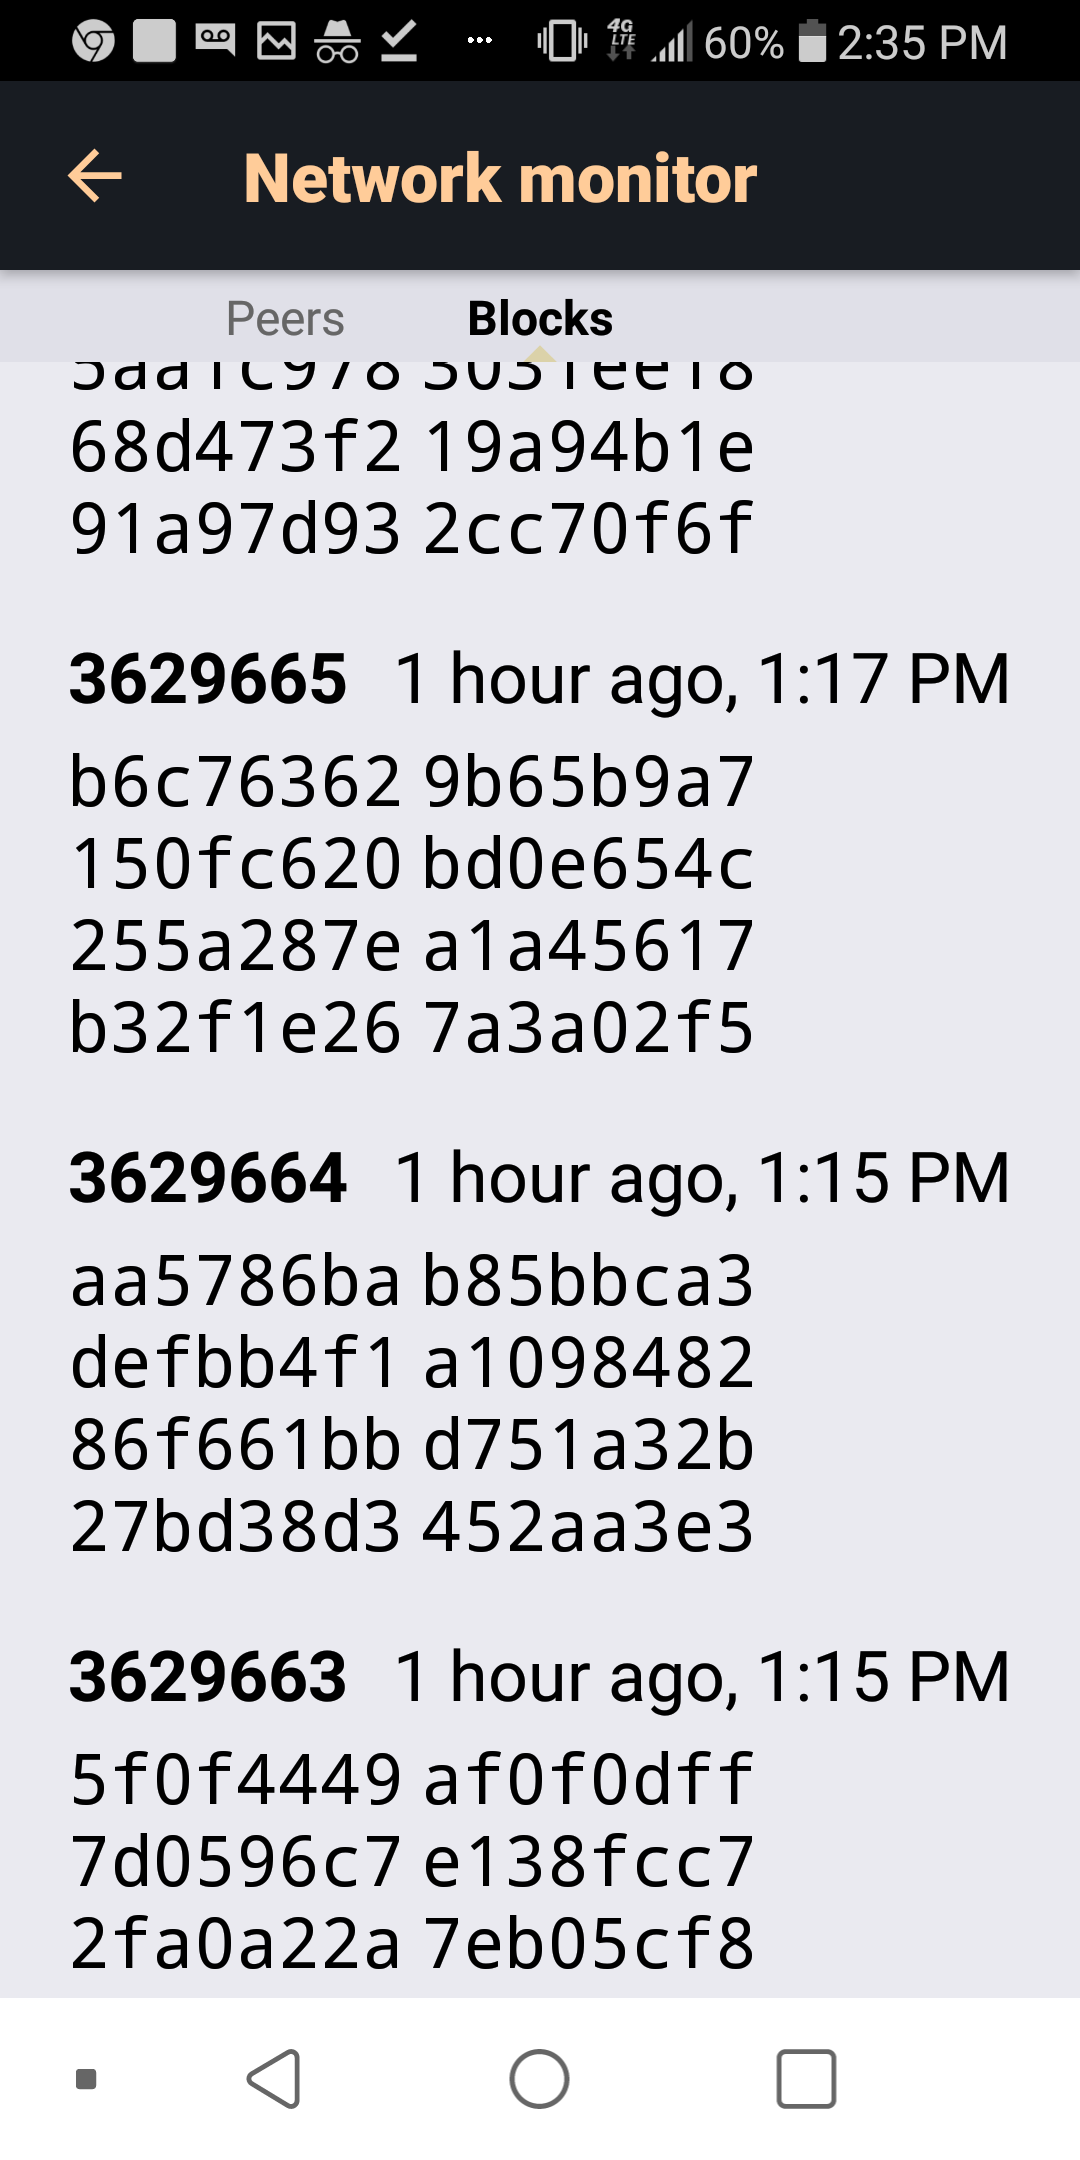 4G
LTE
60%
2:35 PM
Network monitor
Peers
Blocks
68d473f2 19a94b1e
91a97d93 2cc70f6f
3629665 1 hour ago, 1:17 PM
b6c76362 9b65b9a7
150fc620 bd0e654c
255a287e a1a45617
b32f1e26 7a3a02f5
3629664 1 hour ago, 1:15 PM
aa5786ba b85bbca3
defbb4f1 a1098482
86f661bb d751a32b
27bd38d3 452aa3e3
3629663 1 hour ago, 1:15 PM
5f0f4449 af0f0dff
7d0596c7 e138fcc7
2fa0a22a 7eb05cf8